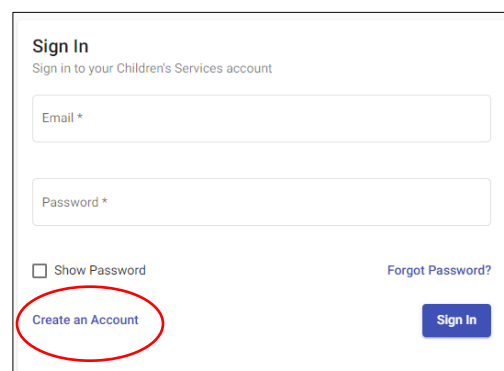 Sign In
Sign in to your Children's Services account
Email *
Password *
Show Password
Forgot Password?
Create an Account
Sign In